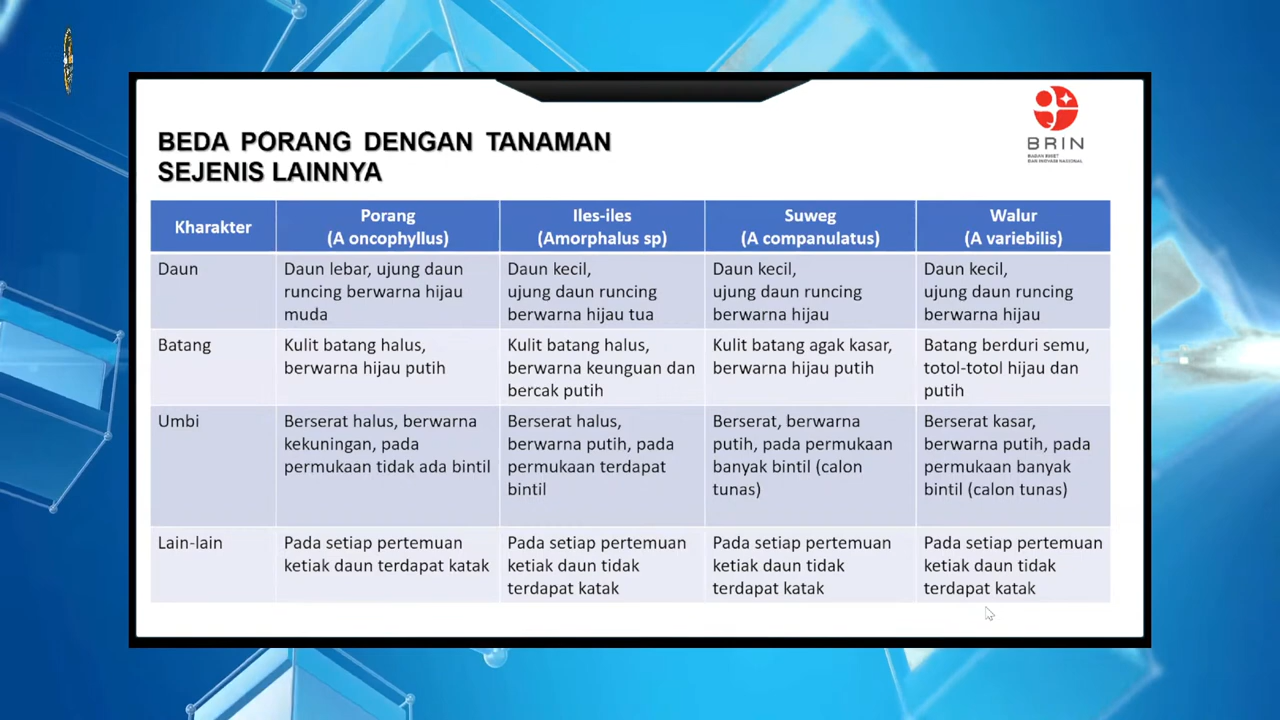 BEDA PORANG DENGAN TANAMAN
SEJENIS LAINNYA
BRIN
BADAN RISET
DAN INOVASI NASIONAL
Kharakter
Porang
(A oncophyllus)
Iles-iles
(Amorphalus sp)
Suweg
(A companulatus)
Walur
(A variebilis)
Daun
Daun lebar, ujung daun
runcing berwarna hijau
muda
Daun kecil,
ujung daun runcing
berwarna hijau tua
Daun kecil,
ujung daun runcing
berwarna hijau
Daun kecil,
ujung daun runcing
berwarna hijau
Batang
Kulit batang halus,
berwarna hijau putih
Kulit batang halus,
berwarna keunguan dan
bercak putih
Kulit batang agak kasar,
berwarna hijau putih
Batang berduri semu,
totol-totol hijau dan
putih
Umbi
Berserat halus, berwarna
kekuningan, pada
permukaan tidak ada bintil
Berserat halus,
berwarna putih, pada
permukaan terdapat
bintil
Berserat, berwarna
putih, pada permukaan
banyak bintil (calon
tunas)
Berserat kasar,
berwarna putih, pada
permukaan banyak
bintil (calon tunas)
Lain-lain
Pada setiap pertemuan
ketiak daun terdapat katak
Pada setiap pertemuan
ketiak daun tidak
terdapat katak
Pada setiap pertemuan
ketiak daun tidak
terdapat katak
Pada setiap pertemuan
ketiak daun tidak
terdapat katak